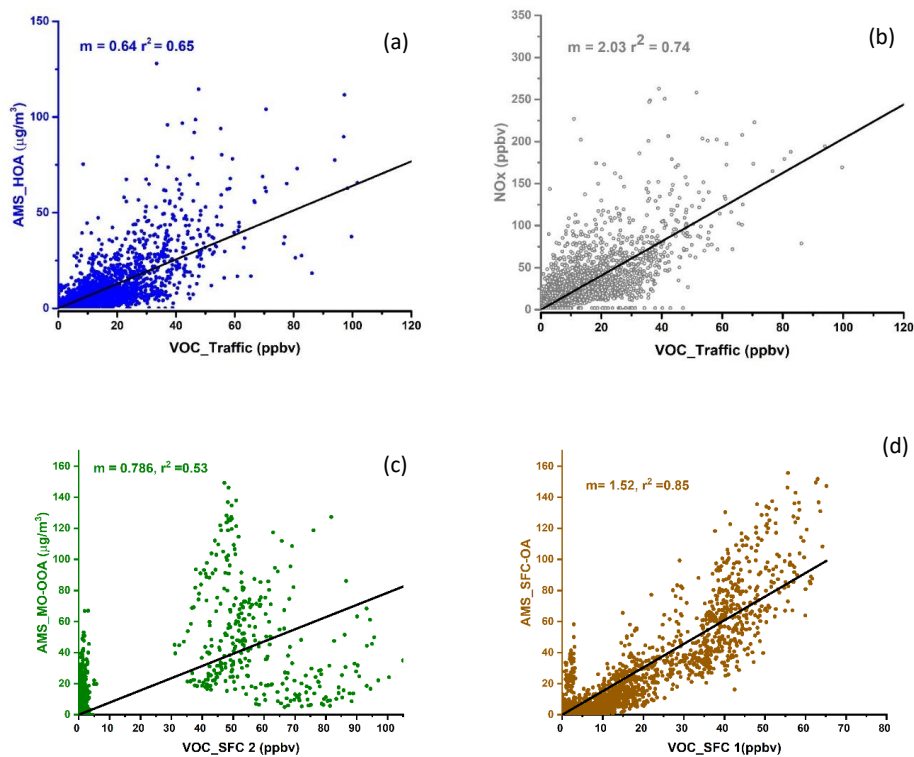 (a)
m = 0.64 r² = 0.65
AMS_HOA (μg/m³)
150
100
50
0
0 20 40 60 80 100 120
VOC_Traffic (ppbv)
(b)
m = 2.03 r² = 0.74
NOx (ppbv)
350
300
250
200
150
100
50
0
0 20 40 60 80 100 120
VOC_Traffic (ppbv)
(c)
m = 0.786, r² =0.53
AMS_MO-OOA (μg/m³)
160
140
120
100
80
60
40
20
0
0 10 20 30 40 50 60 70 80 90 100
VOC_SFC 2 (ppbv)
(d)
m= 1.52, r² =0.85
AMS_SFC-OA
160
140
120
100
80
60
40
20
0
0 10 20 30 40 50 60 70 80
VOC_SFC 1(ppbv)